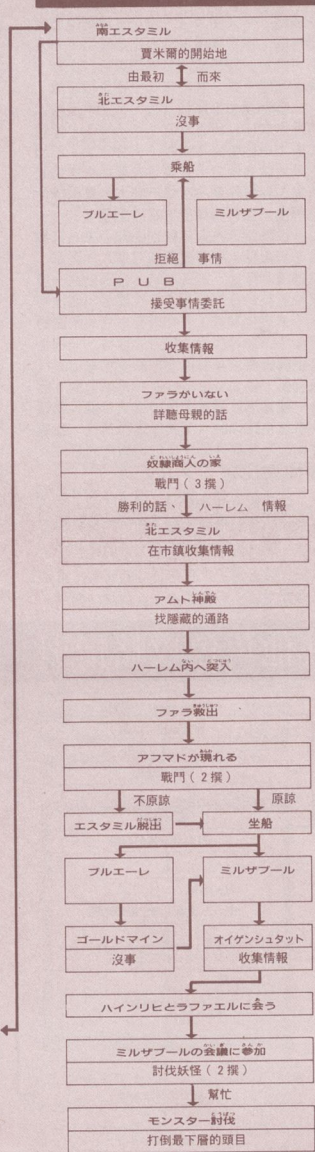 南エスタミル
賈米爾的開始地
由最初 而來
北エスタミル
沒事
乘船
ブルエーレ ミルザブール
拒絕 事情
PUB
接受事情委託
收集情報
ファラがいない
詳聽母親的話
奴隸商人の家
戰鬥(3撰)
勝利的話、ハーレム 情報
北エスタミル
在市鎮收集情報
アムト神殿
找隱藏的通路
ハーレム内へ突入
ファラ救出
アフマドが現れる
戰鬥(2撰)
不原諒 原諒
エスタミル脱出 坐船
ブルエーレ ミルザブール
ゴールドマイン オイゲンシュタット
沒事 收集情報
ハインリヒとラファエルに会う
ミルザブールの会議に参加
討伐妖怪(2撰)
幫忙
モンスター討伐
打倒最下層的頭目